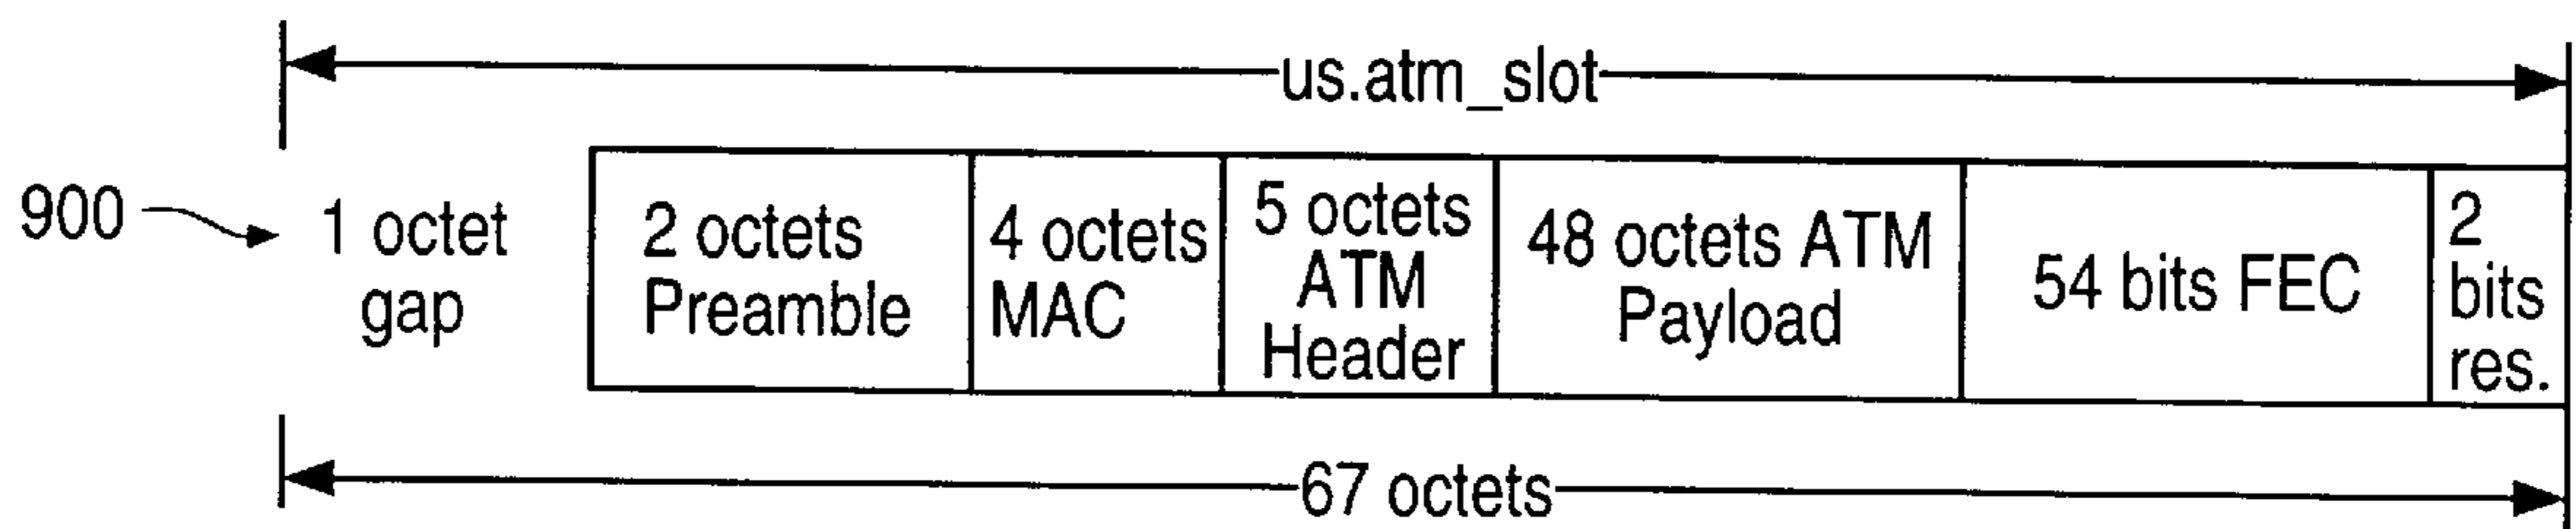 us.atm_slot
900
1 octet
gap
2 octets
Preamble
4 octets
MAC
5 octets
ATM
Header
48 octets ATM
Payload
54 bits FEC
2
bits
res.
67 octets